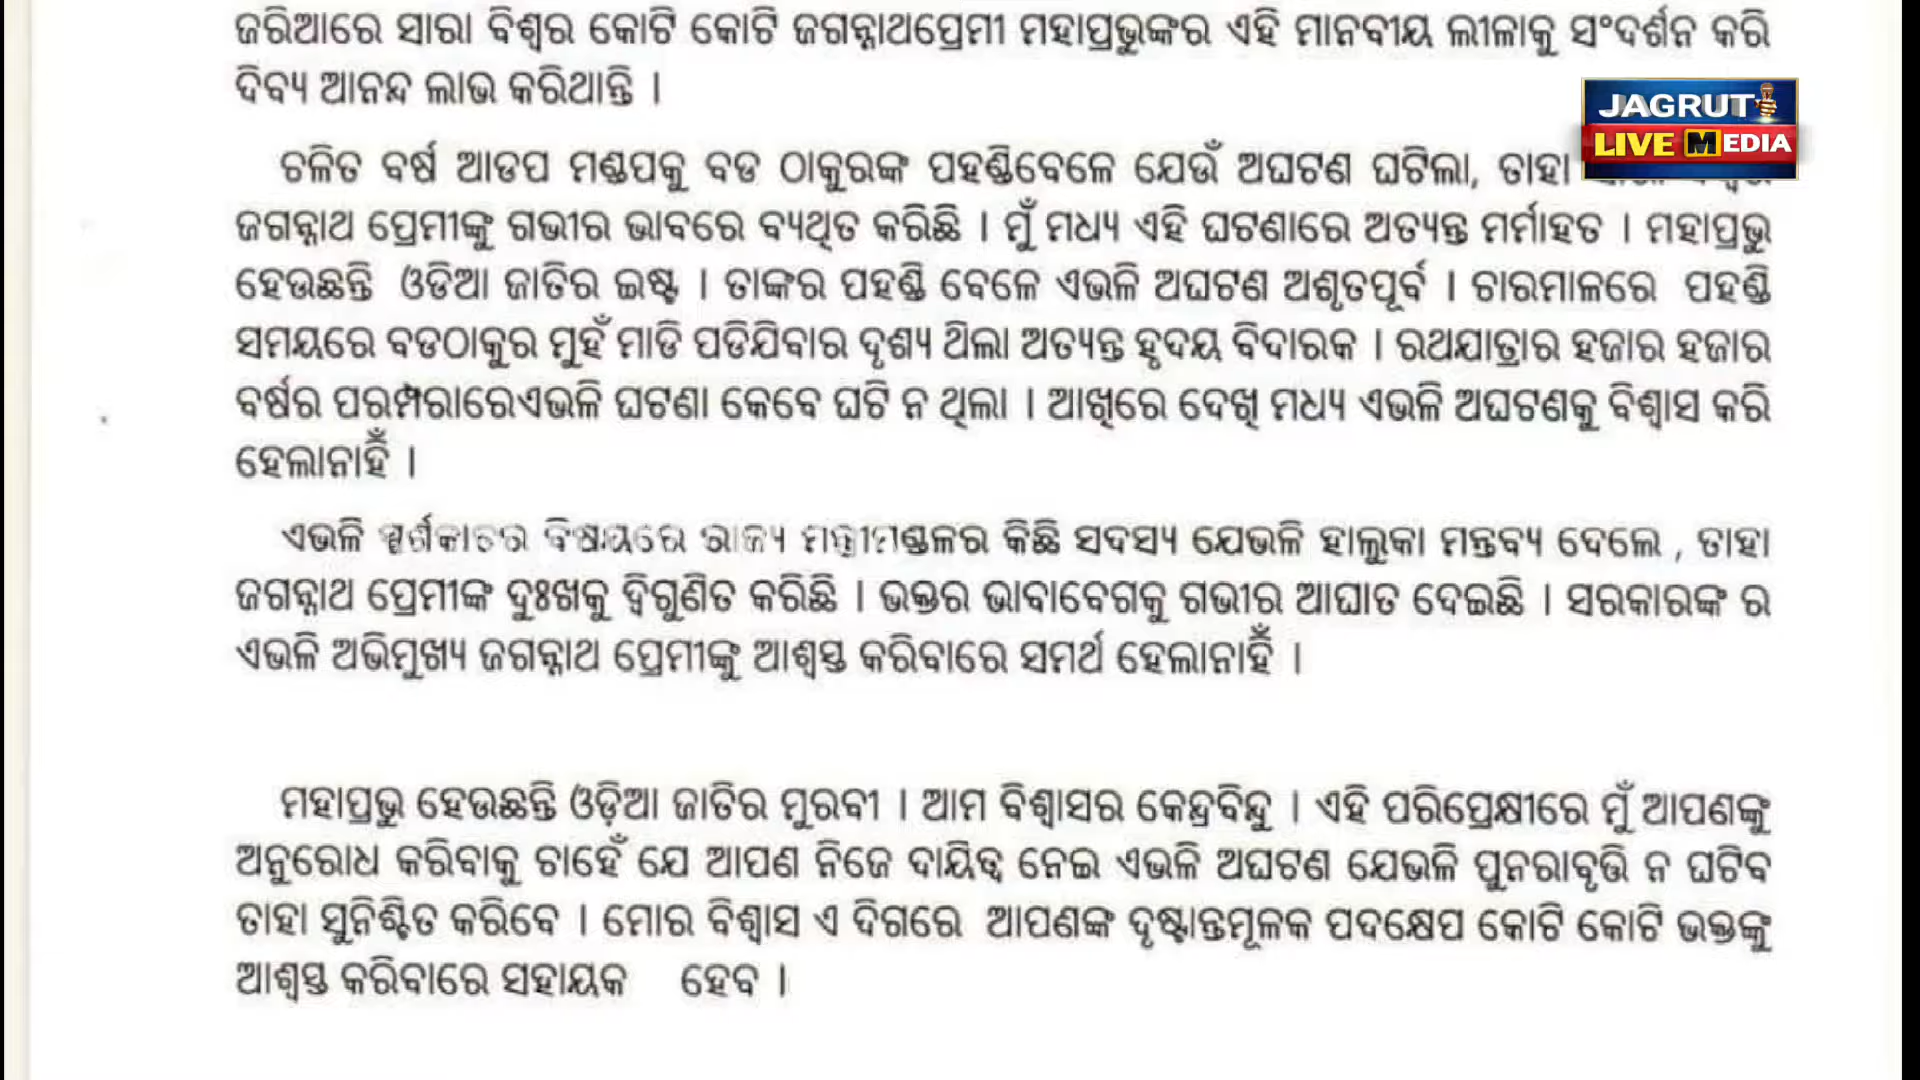 ଜରିଆରେ ସାରା ବିଶ୍ୱର କୋଟି କୋଟି ଜଗନ୍ନାଥପ୍ରେମୀ ମହାପ୍ରଭୁଙ୍କର ଏହି ମାନବୀୟ ଲୀଳାକୁ ସଂଦର୍ଶନ କରି
ଦିବ୍ୟ ଆନନ୍ଦ ଲାଭ କରିଥାନ୍ତି ।
JAGRUT
LIVE MEDIA
ଚଳିତ ବର୍ଷ ଆଡପ ମଣ୍ଡପକୁ ବଡ ଠାକୁରଙ୍କ ପହଣ୍ଡିବେଳେ ଯେଉଁ ଅଘଟଣ ଘଟିଲା, ତାହା
ଜଗନ୍ନାଥ ପ୍ରେମୀଙ୍କୁ ଗଭୀର ଭାବରେ ବ୍ୟଥିତ କରିଛି । ମୁଁ ମଧ୍ୟ ଏହି ଘଟଣାରେ ଅତ୍ୟନ୍ତ ମର୍ମାହତ । ମହାପ୍ରଭୁ
ହେଉଛନ୍ତି ଓଡିଆ ଜାତିର ଇଷ୍ଟ । ତାଙ୍କର ପହଣ୍ଡି ବେଳେ ଏଭଳି ଅଘଟଣ ଅଶୃତପୂର୍ବ । ଚାରମାଳରେ ପହଣ୍ଡି
ସମୟରେ ବଡଠାକୁର ମୁହଁ ମାଡି ପଡିଯିବାର ଦୃଶ୍ୟ ଥିଲା ଅତ୍ୟନ୍ତ ହୃଦୟ ବିଦାରକ । ରଥଯାତ୍ରାର ହଜାର ହଜାର
ବର୍ଷର ପରମ୍ପରାରେଏଭଳି ଘଟଣା କେବେ ଘଟି ନ ଥିଲା । ଆଖିରେ ଦେଖି ମଧ୍ୟ ଏଭଳି ଅଘଟଣକୁ ବିଶ୍ୱାସ କରି
ହେଲାନାହିଁ ।
ଏଭଳି ସ୍ପର୍ଶକାତର ବିଷୟରେ ରାଜ୍ୟ ମନ୍ତ୍ରୀମଣ୍ଡଳର କିଛି ସଦସ୍ୟ ଯେଭଳି ହାଲୁକା ମନ୍ତବ୍ୟ ଦେଲେ , ତାହା
ଜଗନ୍ନାଥ ପ୍ରେମୀଙ୍କ ଦୁଃଖକୁ ଦ୍ୱିଗୁଣିତ କରିଛି । ଭକ୍ତର ଭାବାବେଗକୁ ଗଭୀର ଆଘାତ ଦେଇଛି । ସରକାରଙ୍କ ର
ଏଭଳି ଅଭିମୁଖ୍ୟ ଜଗନ୍ନାଥ ପ୍ରେମୀଙ୍କୁ ଆଶ୍ୱସ୍ତ କରିବାରେ ସମର୍ଥ ହେଲାନାହିଁ ।
ମହାପ୍ରଭୁ ହେଉଛନ୍ତି ଓଡ଼ିଆ ଜାତିର ମୁରବୀ । ଆମ ବିଶ୍ୱାସର କେନ୍ଦ୍ରବିନ୍ଦୁ । ଏହି ପରିପ୍ରେକ୍ଷୀରେ ମୁଁ ଆପଣଙ୍କୁ
ଅନୁରୋଧ କରିବାକୁ ଚାହେଁ ଯେ ଆପଣ ନିଜେ ଦାୟିତ୍ୱ ନେଇ ଏଭଳି ଅଘଟଣ ଯେଭଳି ପୁନରାବୃତ୍ତି ନ ଘଟିବ
ତାହା ସୁନିଶ୍ଚିତ କରିବେ । ମୋର ବିଶ୍ୱାସ ଏ ଦିଗରେ ଆପଣଙ୍କ ଦୃଷ୍ଟାନ୍ତମୂଳକ ପଦକ୍ଷେପ କୋଟି କୋଟି ଭକ୍ତଙ୍କୁ
ଆଶ୍ୱସ୍ତ କରିବାରେ ସହାୟକ ହେବ ।